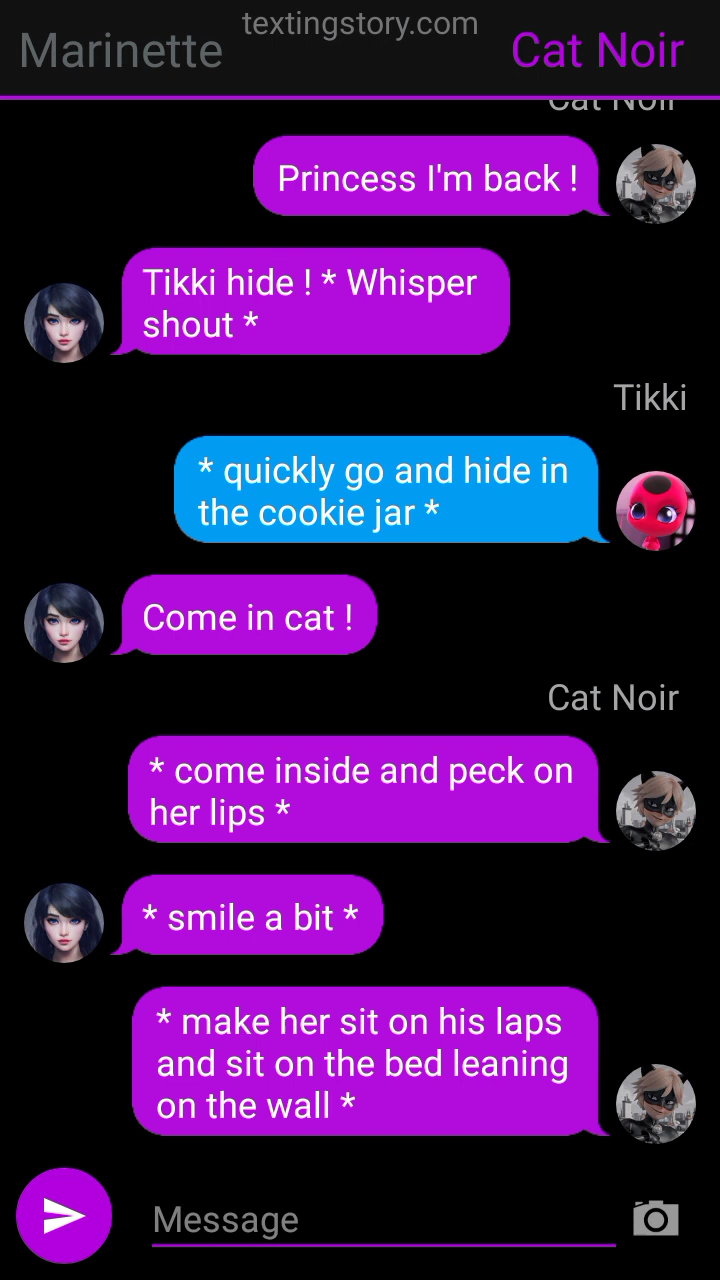 textingstory.com
Marinette
Cat Noir
Cat Noir
Princess I'm back !
Tikki hide ! * Whisper
shout *
Tikki
* quickly go and hide in
the cookie jar *
Come in cat !
Cat Noir
* come inside and peck on
her lips *
* smile a bit *
* make her sit on his laps
and sit on the bed leaning
on the wall *
Message